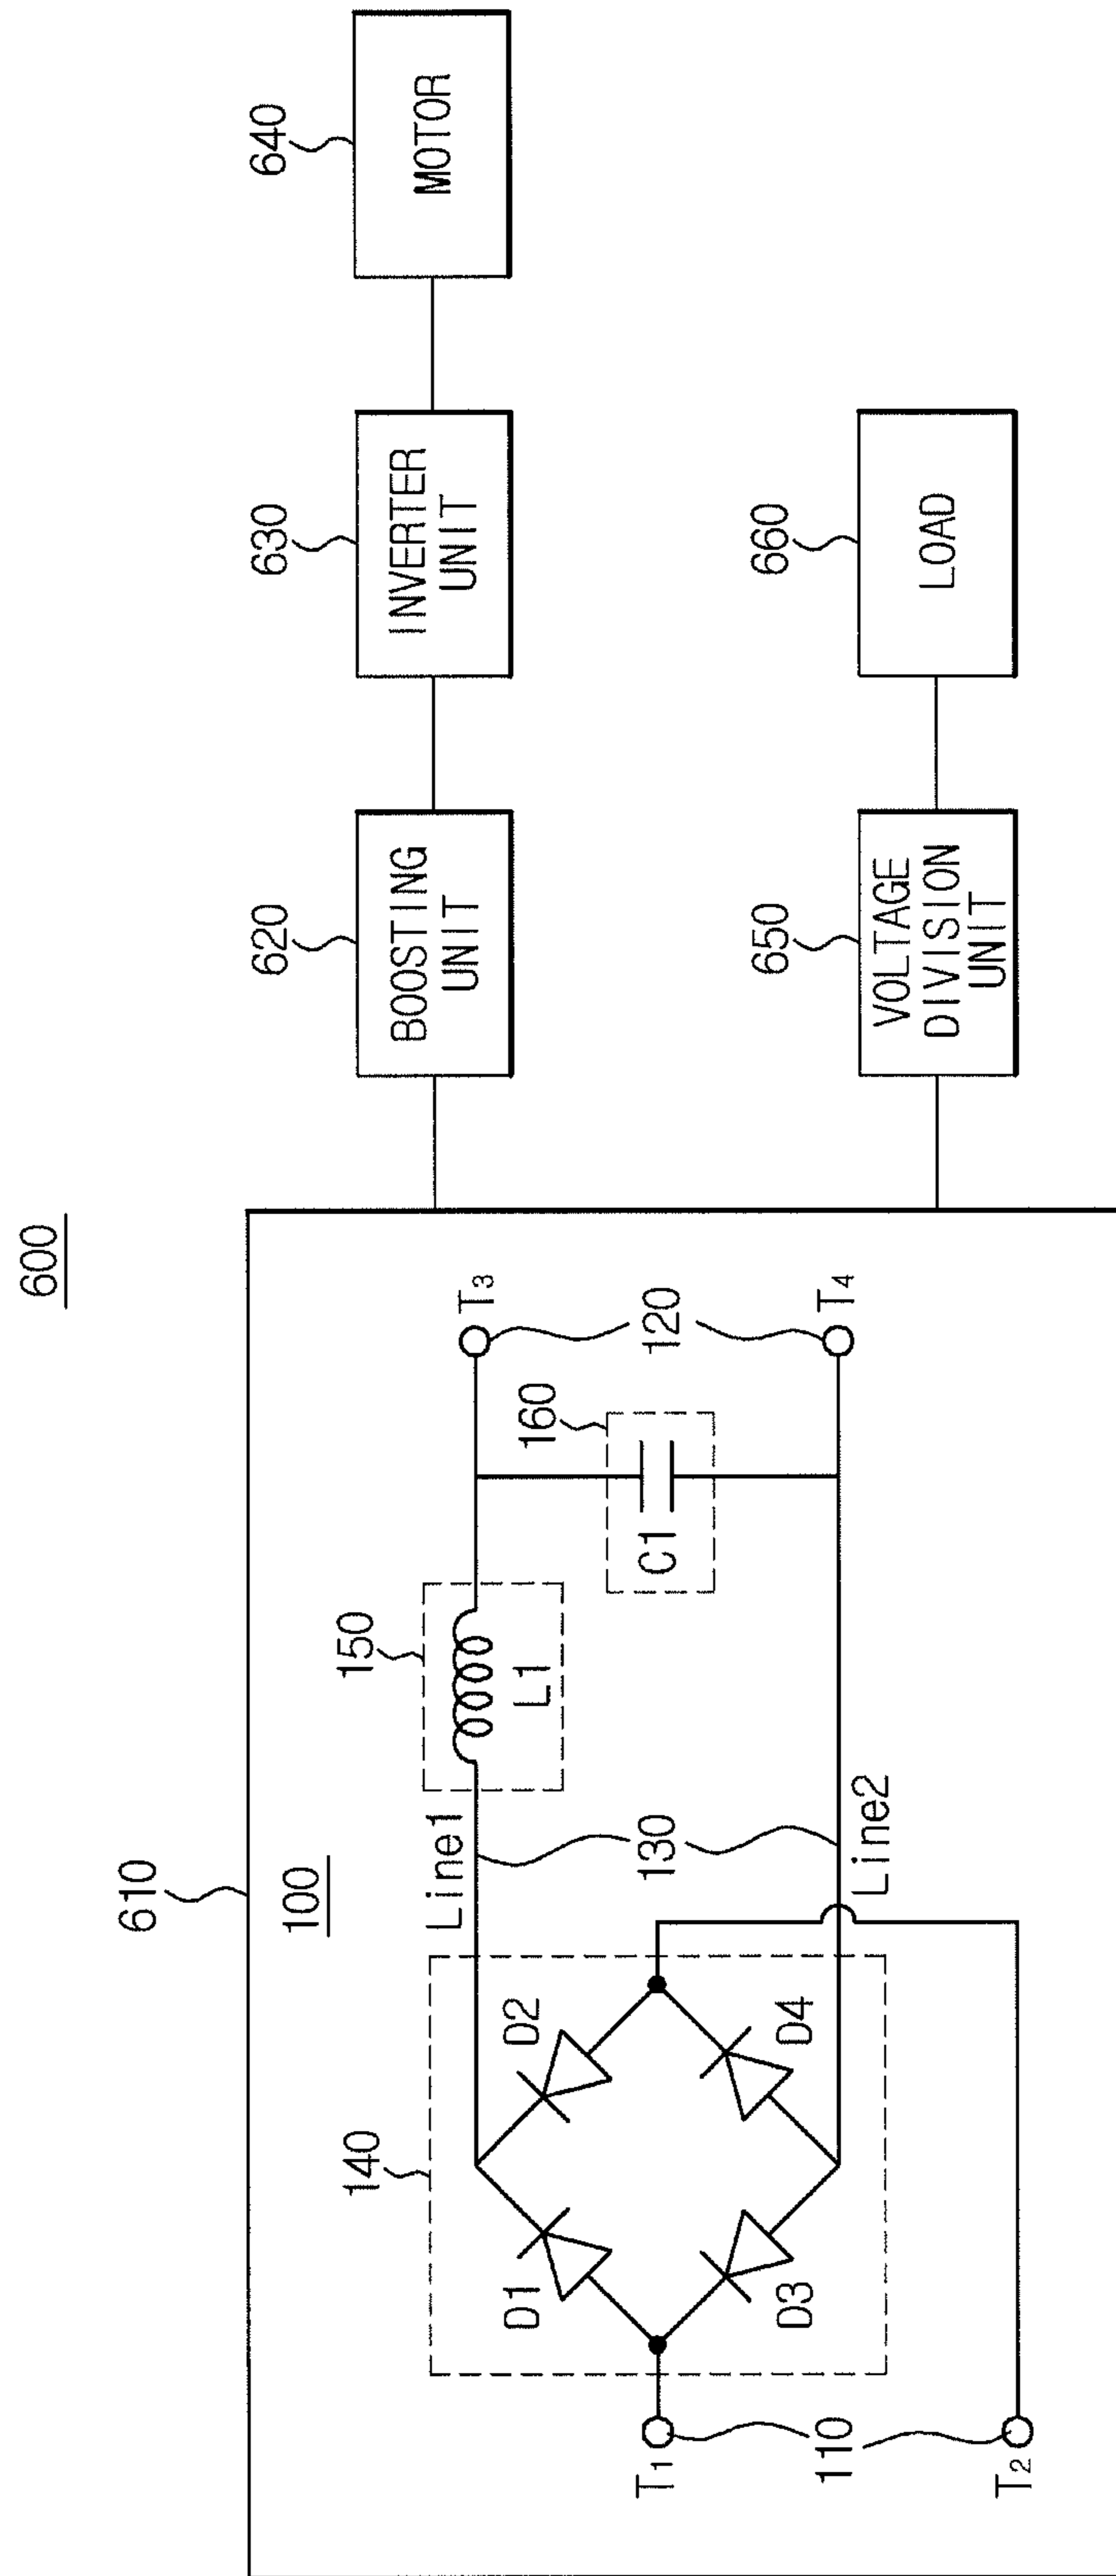 600
610
100
140
D1
D2
D3
D4
T1
T2
110
Line1
Line2
130
150
L1
160
C1
T3
T4
120
620
BOOSTING
UNIT
630
INVERTER
UNIT
640
MOTOR
650
VOLTAGE
DIVISION
UNIT
660
LOAD